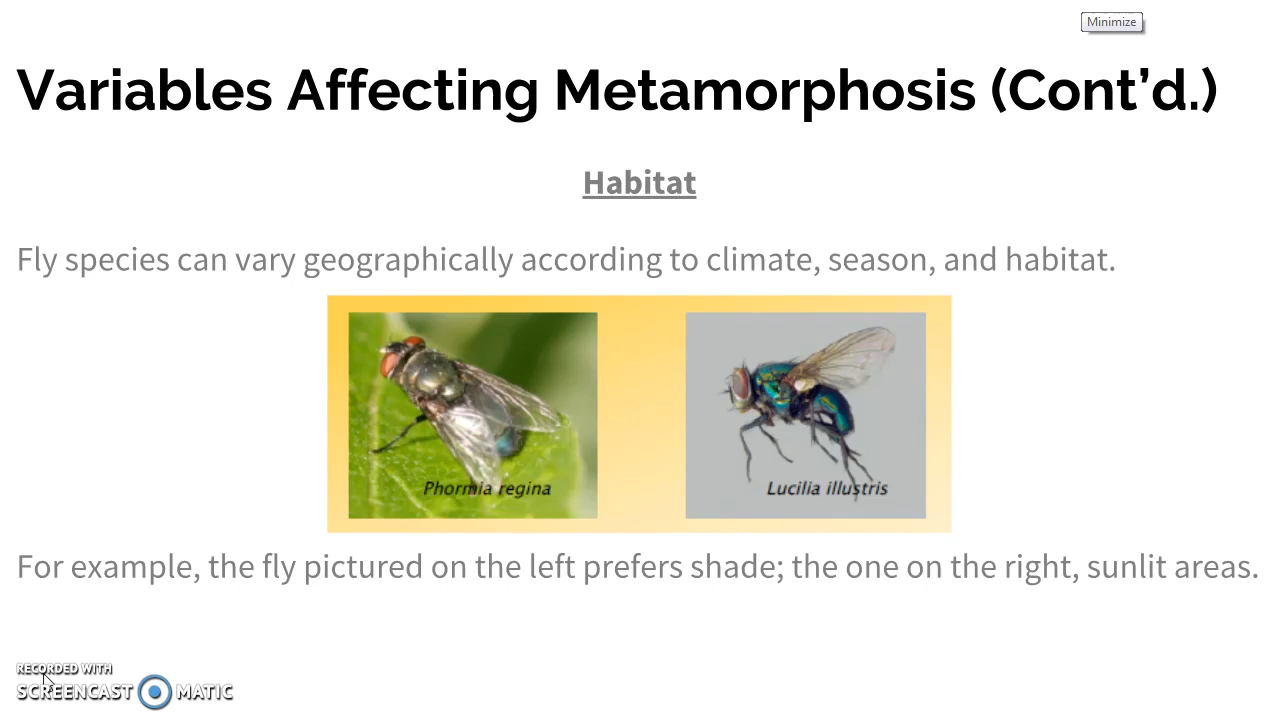 Minimize
Variables Affecting Metamorphosis (Cont’d.)
Habitat
Fly species can vary geographically according to climate, season, and habitat.
Phormia regina
Lucilia illustris
For example, the fly pictured on the left prefers shade; the one on the right, sunlit areas.
RECORDED WITH
SCREENCAST MATIC